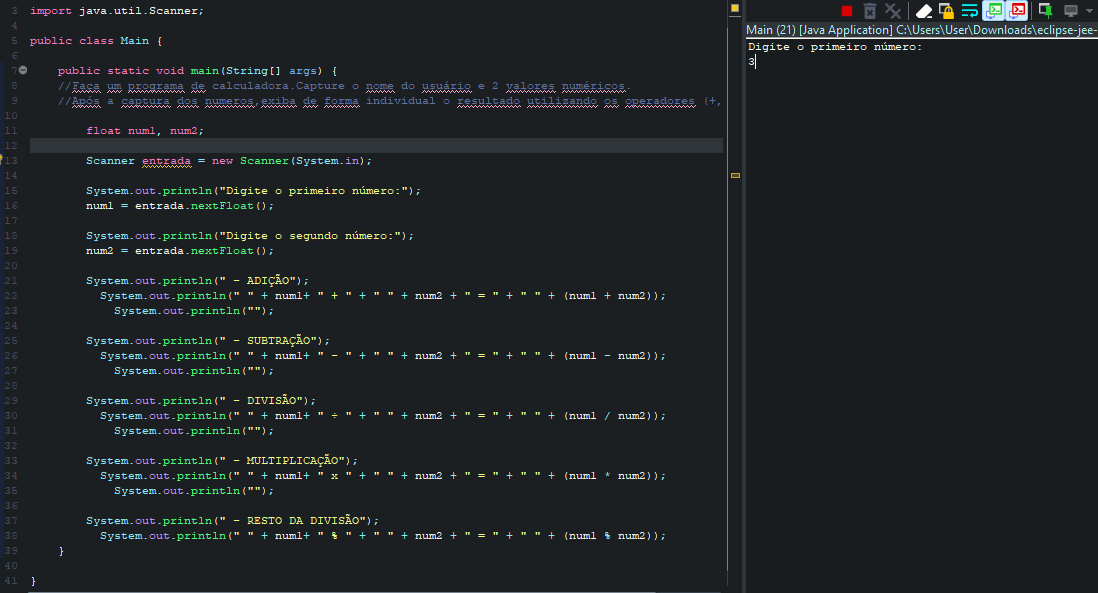 3 import java.util.Scanner;
4
5 public class Main {
6
7 public static void main(String[] args) {
8 //Faça um programa de calculadora.Capture o nome do usuário e 2 valores numéricos.
9 //Após a captura dos numeros,exiba de forma individual o resultado utilizando os operadores (+,
10
11 float num1, num2;
12
13 Scanner entrada = new Scanner(System.in);
14
15 System.out.println("Digite o primeiro número:");
16 num1 = entrada.nextFloat();
17
18 System.out.println("Digite o segundo número:");
19 num2 = entrada.nextFloat();
20
21 System.out.println(" - ADIÇÃO");
22 System.out.println(" " + num1+ " + " + " " + num2 + " = " + " " + (num1 + num2));
23 System.out.println("");
24
25 System.out.println(" - SUBTRAÇÃO");
26 System.out.println(" " + num1+ " - " + " " + num2 + " = " + " " + (num1 - num2));
27 System.out.println("");
28
29 System.out.println(" - DIVISÃO");
30 System.out.println(" " + num1+ " ÷ " + " " + num2 + " = " + " " + (num1 / num2));
31 System.out.println("");
32
33 System.out.println(" - MULTIPLICAÇÃO");
34 System.out.println(" " + num1+ " x " + " " + num2 + " = " + " " + (num1 * num2));
35 System.out.println("");
36
37 System.out.println(" - RESTO DA DIVISÃO");
38 System.out.println(" " + num1+ " % " + " " + num2 + " = " + " " + (num1 % num2));
39 }
40
41 }
Main (21) [Java Application] C:\Users\User\Downloads\eclipse-jee-
Digite o primeiro número:
3